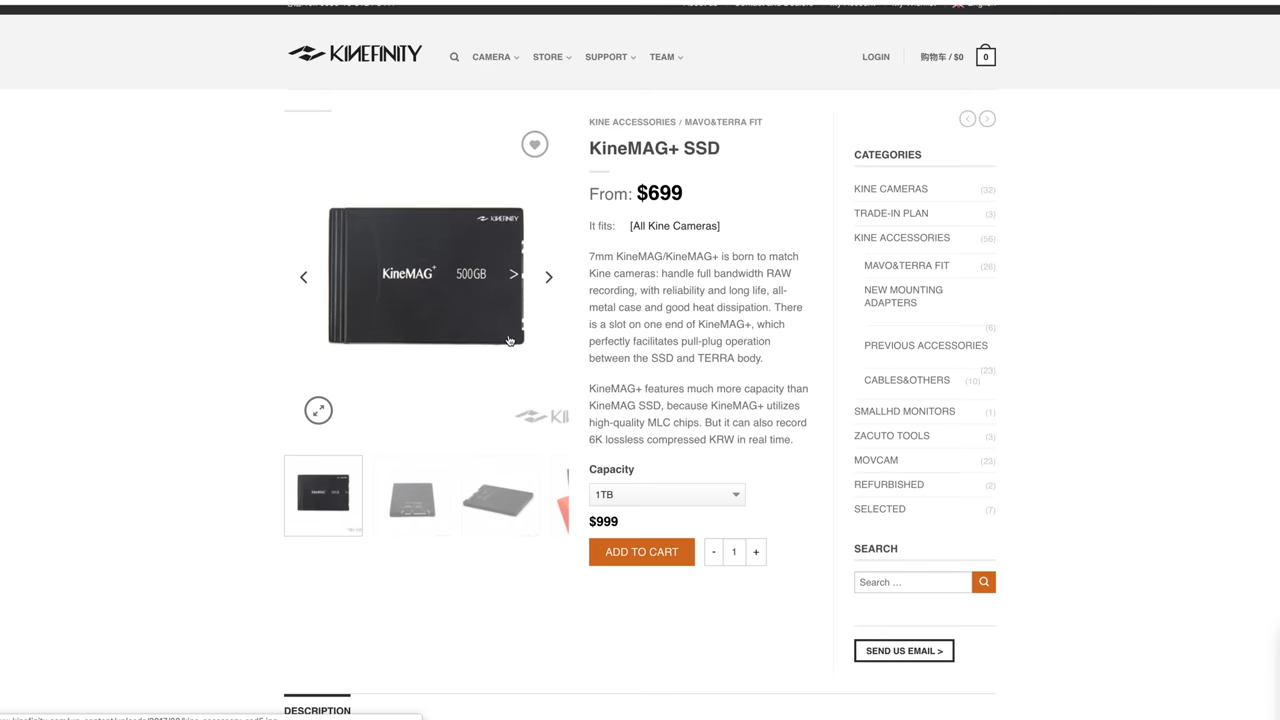 KINEFINITY
CAMERA
STORE
SUPPORT
TEAM
LOGIN
购物车 / $0
0
KINE ACCESSORIES / MAVO&TERRA FIT
KineMAG+ SSD
From: $699
It fits: [All Kine Cameras]
7mm KineMAG/KineMAG+ is born to match
Kine cameras: handle full bandwidth RAW
recording, with reliability and long life, all-
metal case and good heat dissipation. There
is a slot on one end of KineMAG+, which
perfectly facilitates pull-plug operation
between the SSD and TERRA body.
KineMAG+ features much more capacity than
KineMAG SSD, because KineMAG+ utilizes
high-quality MLC chips. But it can also record
6K lossless compressed KRW in real time.
Capacity
1TB
$999
ADD TO CART
- 1 +
KINEFINITY
KineMAG+ 500GB >
CATEGORIES
KINE CAMERAS (32)
TRADE-IN PLAN (3)
KINE ACCESSORIES (56)
MAVO&TERRA FIT (26)
NEW MOUNTING
ADAPTERS
(6)
PREVIOUS ACCESSORIES
(23)
CABLES&OTHERS (10)
SMALLHD MONITORS (1)
ZACUTO TOOLS (3)
MOVCAM (23)
REFURBISHED (2)
SELECTED (7)
SEARCH
Search ...
SEND US EMAIL >
DESCRIPTION